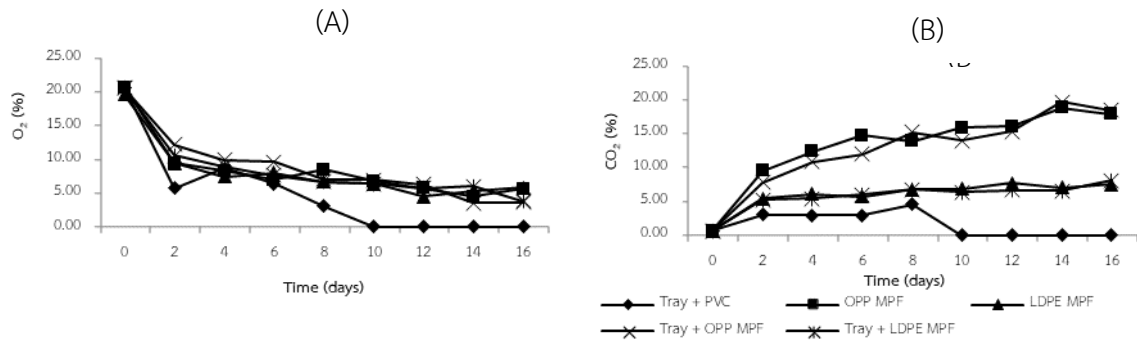 (A)
25.00
20.00
15.00
10.00
5.00
0.00
O₂ (%)
0 2 4 6 8 10 12 14 16
Time (days)
(B)
25.00
20.00
15.00
10.00
5.00
0.00
CO₂ (%)
0 2 4 6 8 10 12 14 16
Time (days)
Tray + PVC OPP MPF LDPE MPF
Tray + OPP MPF Tray + LDPE MPF